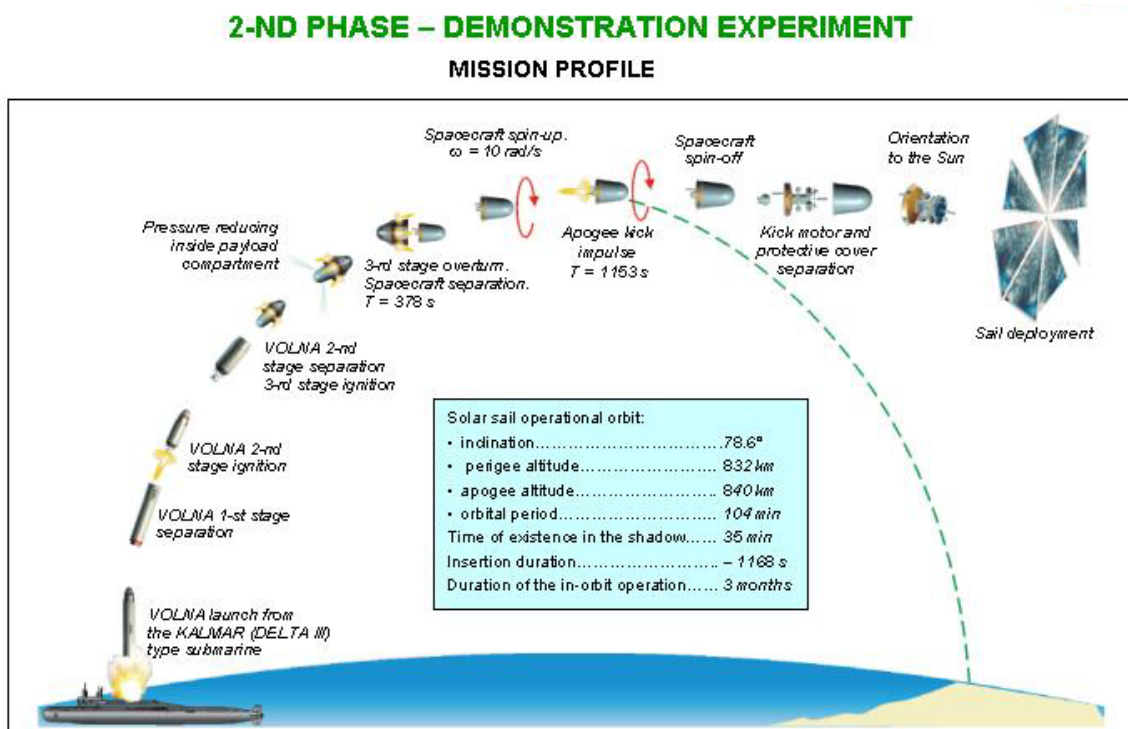 2-ND PHASE – DEMONSTRATION EXPERIMENT
MISSION PROFILE
Spacecraft spin-up.
ω = 10 rad/s
Spacecraft
spin-off
Orientation
to the Sun
Pressure reducing
inside payload
compartment
3-rd stage overturn.
Spacecraft separation.
T = 378 s
Apogee kick
impulse
T = 1153 s
Kick motor and
protective cover
separation
Sail deployment
VOLNA 2-nd
stage separation
3-rd stage ignition
VOLNA 2-nd
stage ignition
VOLNA 1-st stage
separation
VOLNA launch from
the KALMAR (DELTA III)
type submarine
Solar sail operational orbit:
• inclination……………………………78.6°
• perigee altitude…………………….. 832 km
• apogee altitude…………………….. 840 km
• orbital period……………………….. 104 min
Time of existence in the shadow…… 35 min
Insertion duration…………………….. – 1168 s
Duration of the in-orbit operation…… 3 months